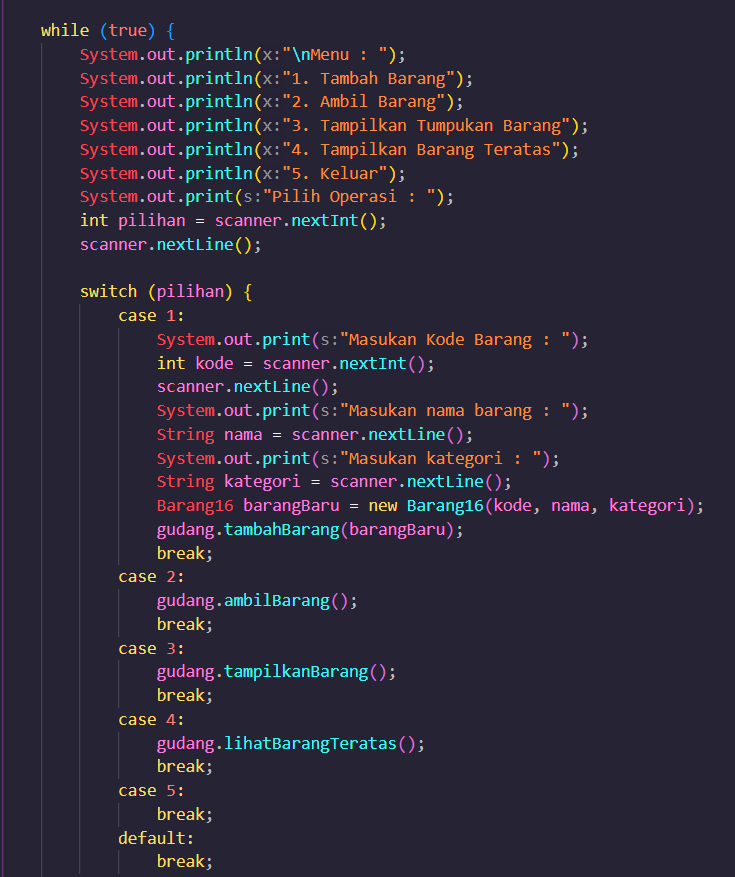 while (true) {
    System.out.println(x:"\nMenu : ");
    System.out.println(x:"1. Tambah Barang");
    System.out.println(x:"2. Ambil Barang");
    System.out.println(x:"3. Tampilkan Tumpukan Barang");
    System.out.println(x:"4. Tampilkan Barang Teratas");
    System.out.println(x:"5. Keluar");
    System.out.print(s:"Pilih Operasi : ");
    int pilihan = scanner.nextInt();
    scanner.nextLine();

    switch (pilihan) {
        case 1:
            System.out.print(s:"Masukan Kode Barang : ");
            int kode = scanner.nextInt();
            scanner.nextLine();
            System.out.print(s:"Masukan nama barang : ");
            String nama = scanner.nextLine();
            System.out.print(s:"Masukan kategori : ");
            String kategori = scanner.nextLine();
            Barang16 barangBaru = new Barang16(kode, nama, kategori);
            gudang.tambahBarang(barangBaru);
            break;
        case 2:
            gudang.ambilBarang();
            break;
        case 3:
            gudang.tampilkanBarang();
            break;
        case 4:
            gudang.lihatBarangTeratas();
            break;
        case 5:
            break;
        default:
            break;